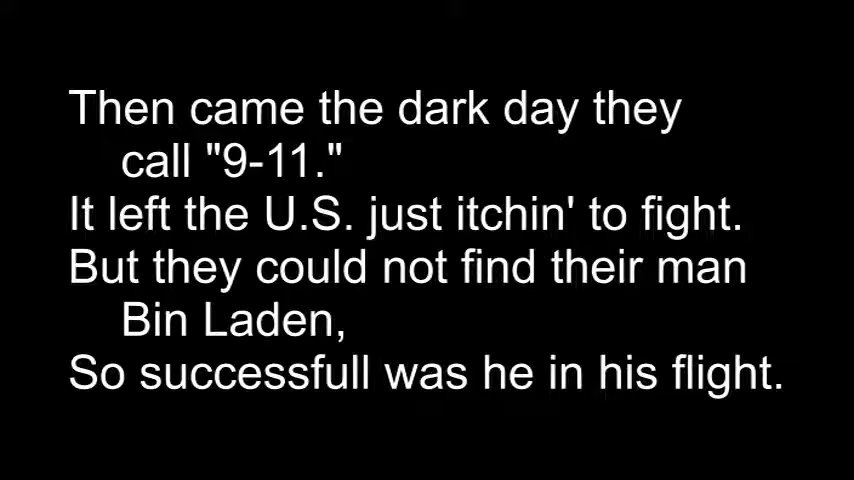 Then came the dark day they
call "9-11."
It left the U.S. just itchin' to fight.
But they could not find their man
Bin Laden,
So successfull was he in his flight.